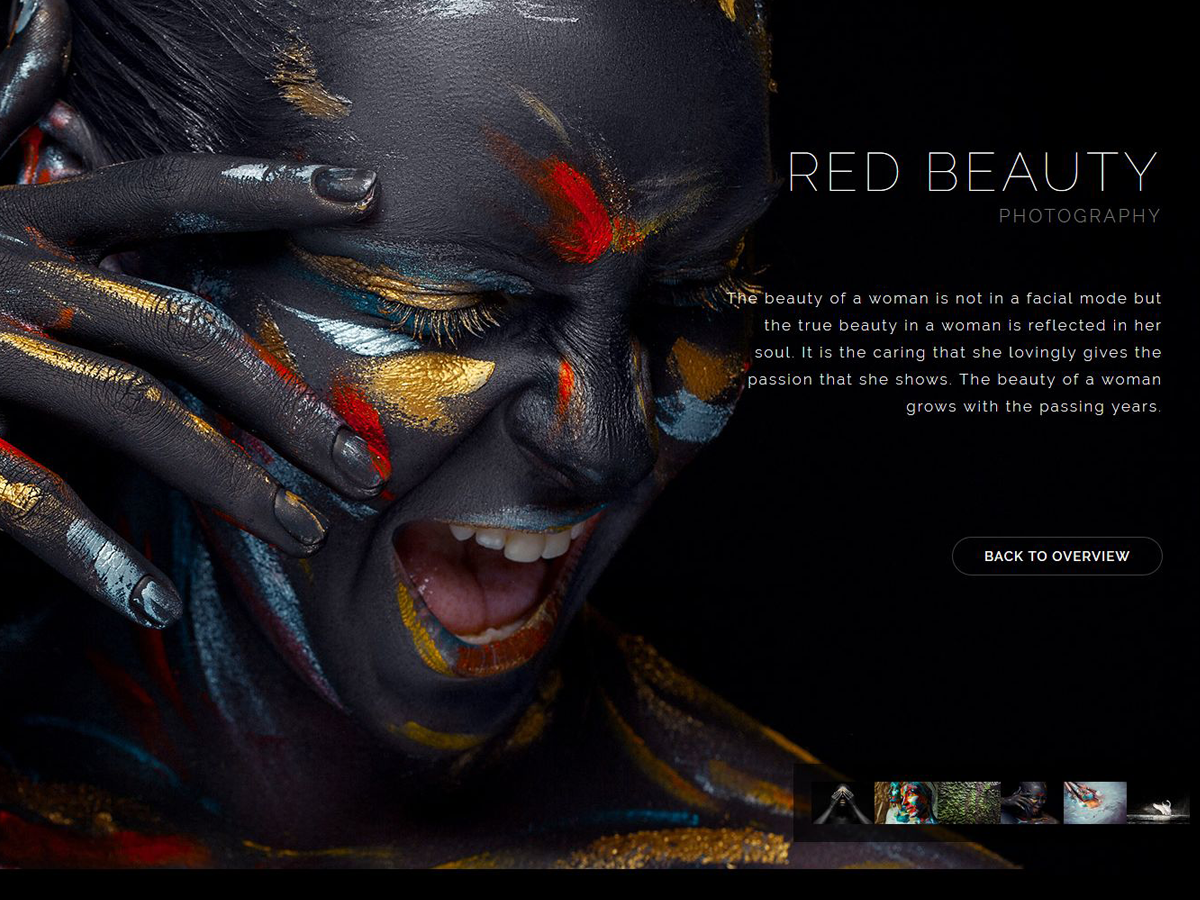 RED BEAUTY
PHOTOGRAPHY
The beauty of a woman is not in a facial mode but
the true beauty in a woman is reflected in her
soul. It is the caring that she lovingly gives the
passion that she shows. The beauty of a woman
grows with the passing years.
BACK TO OVERVIEW